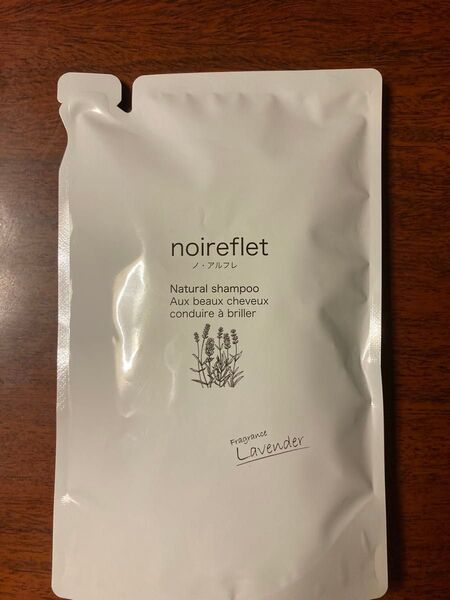 noireflet
ノ・アルフレ
Natural shampoo
Aux beaux cheveux
conduire à briller
Fragrance
Lavender